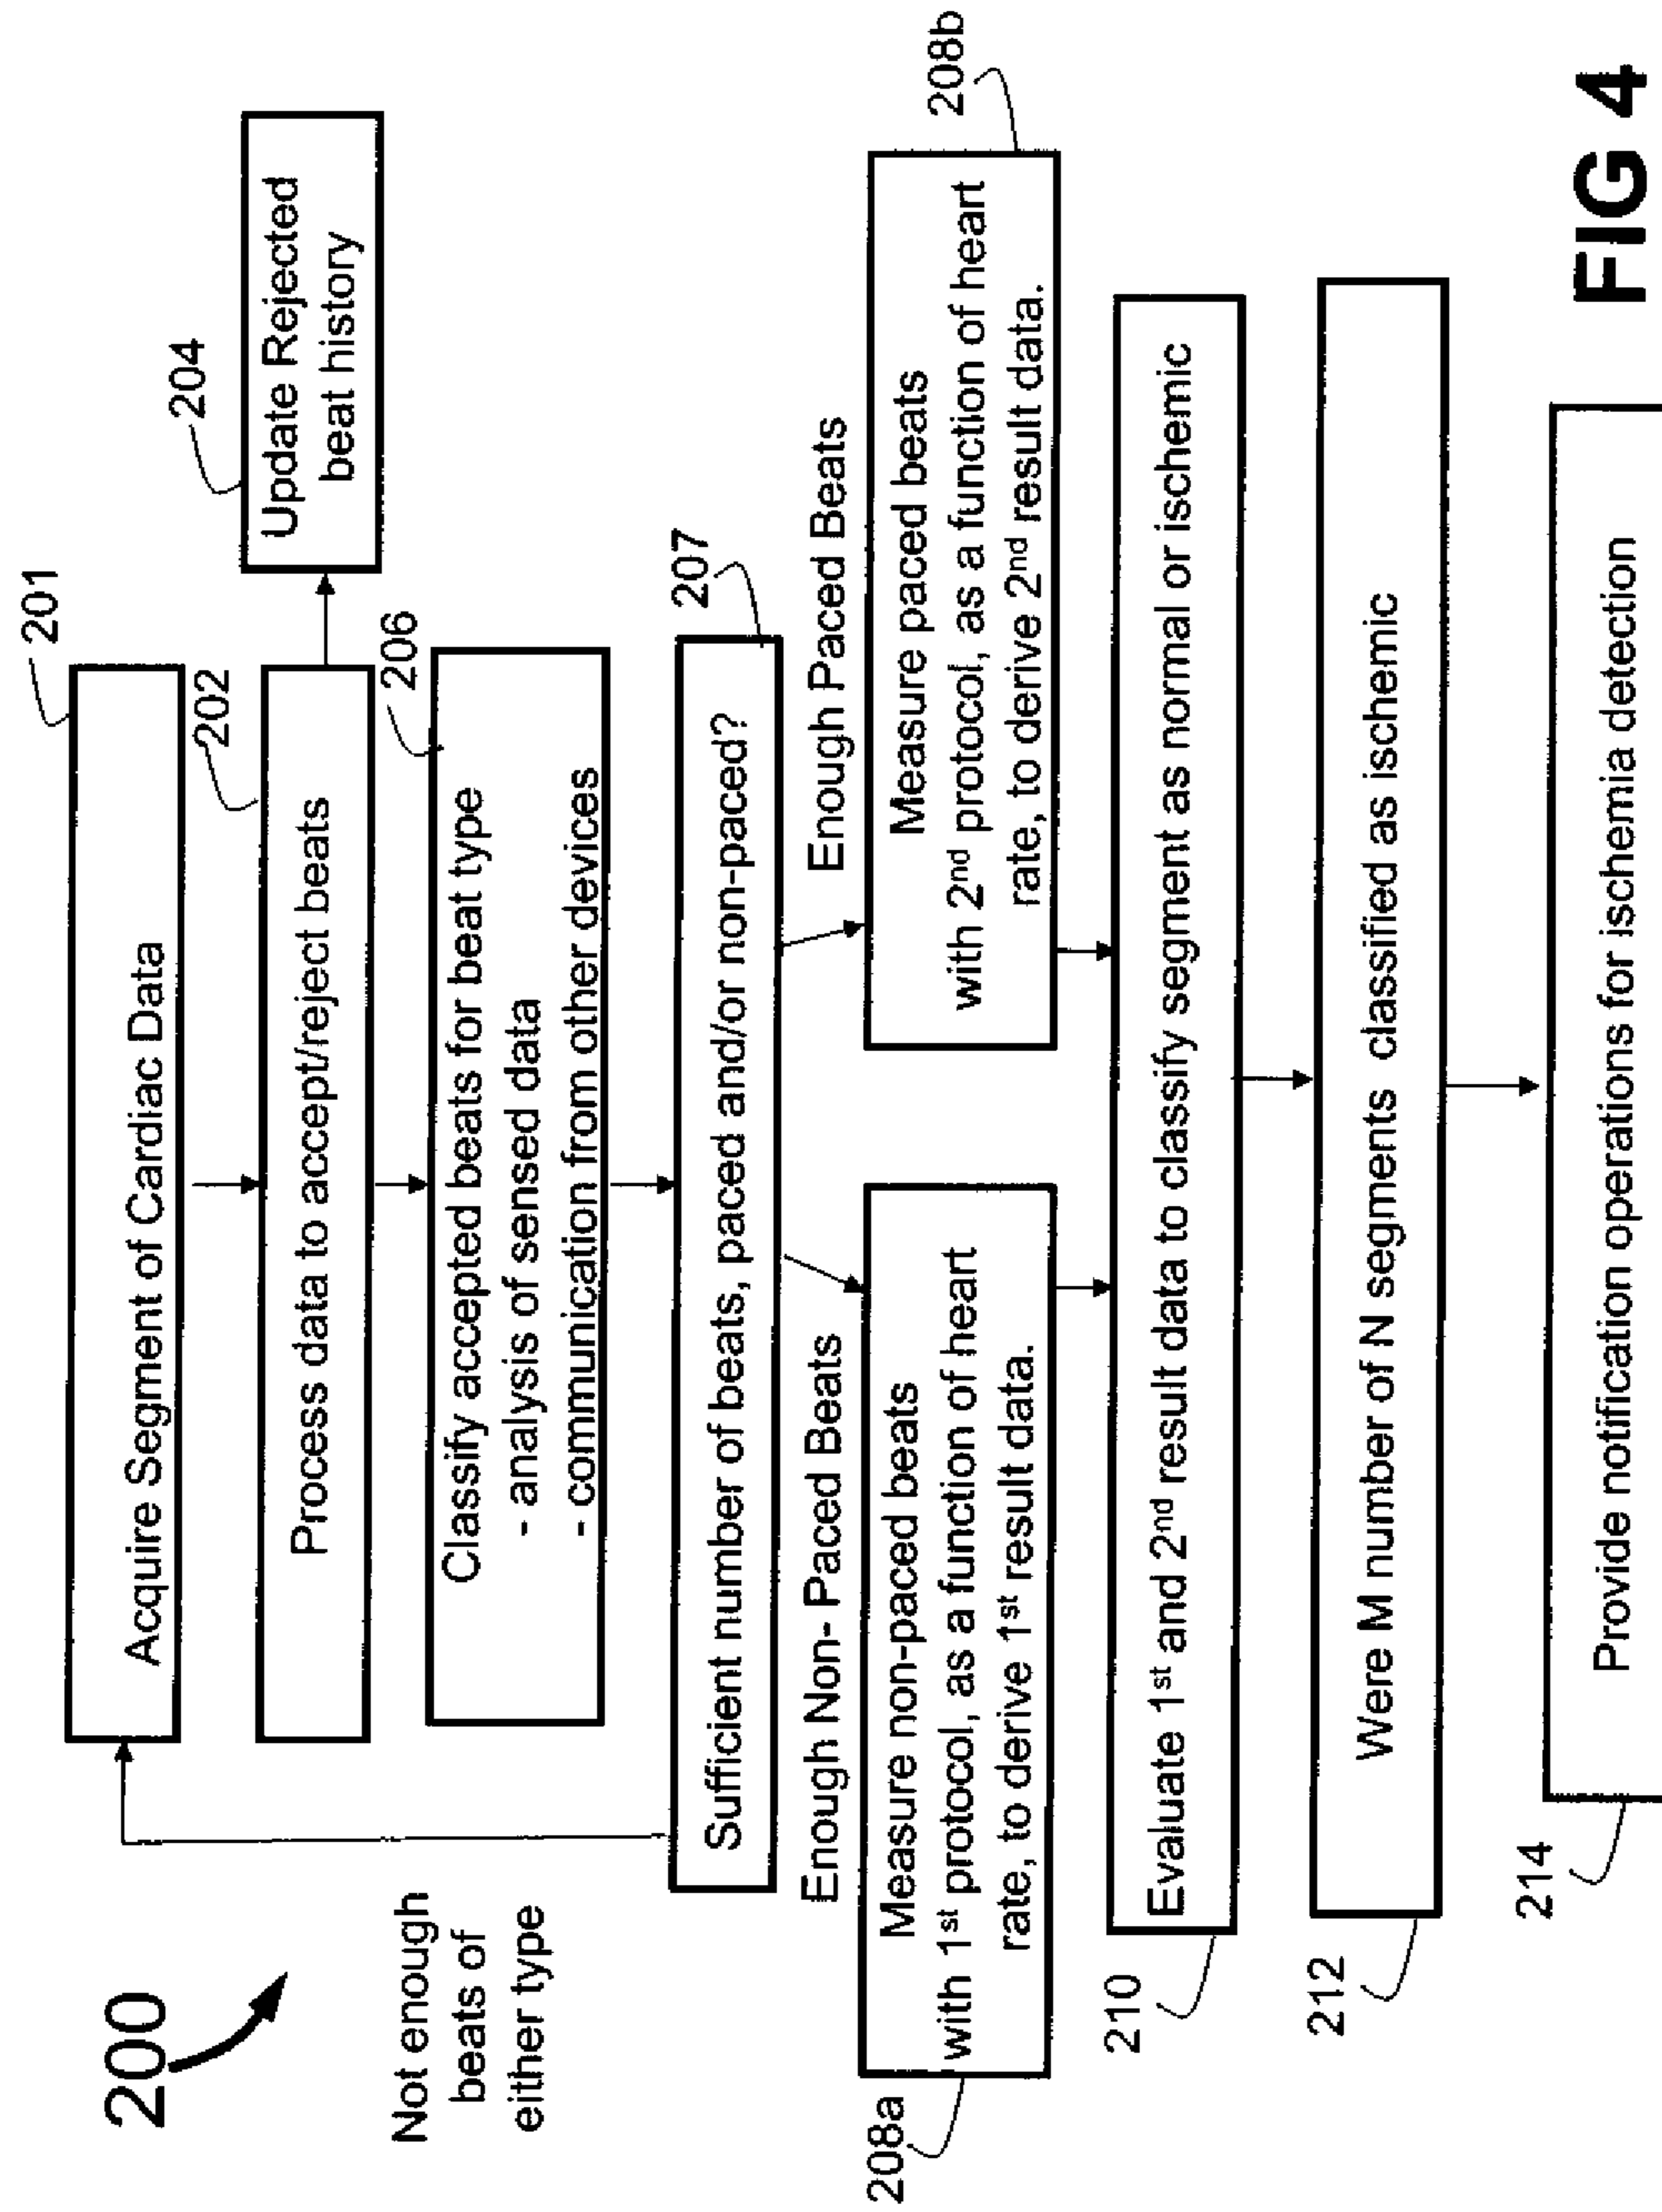 200
201
Acquire Segment of Cardiac Data
202
Process data to accept/reject beats
204
Update Rejected
beat history
206
Classify accepted beats for beat type
- analysis of sensed data
- communication from other devices
Not enough
beats of
either type
207
Sufficient number of beats, paced and/or non-paced?
Enough Non- Paced Beats
Enough Paced Beats
208a
Measure non-paced beats
with 1st protocol, as a function of heart
rate, to derive 1st result data.
208b
Measure paced beats
with 2nd protocol, as a function of heart
rate, to derive 2nd result data.
210
Evaluate 1st and 2nd result data to classify segment as normal or ischemic
212
Were M number of N segments classified as ischemic
214
Provide notification operations for ischemia detection
FIG 4